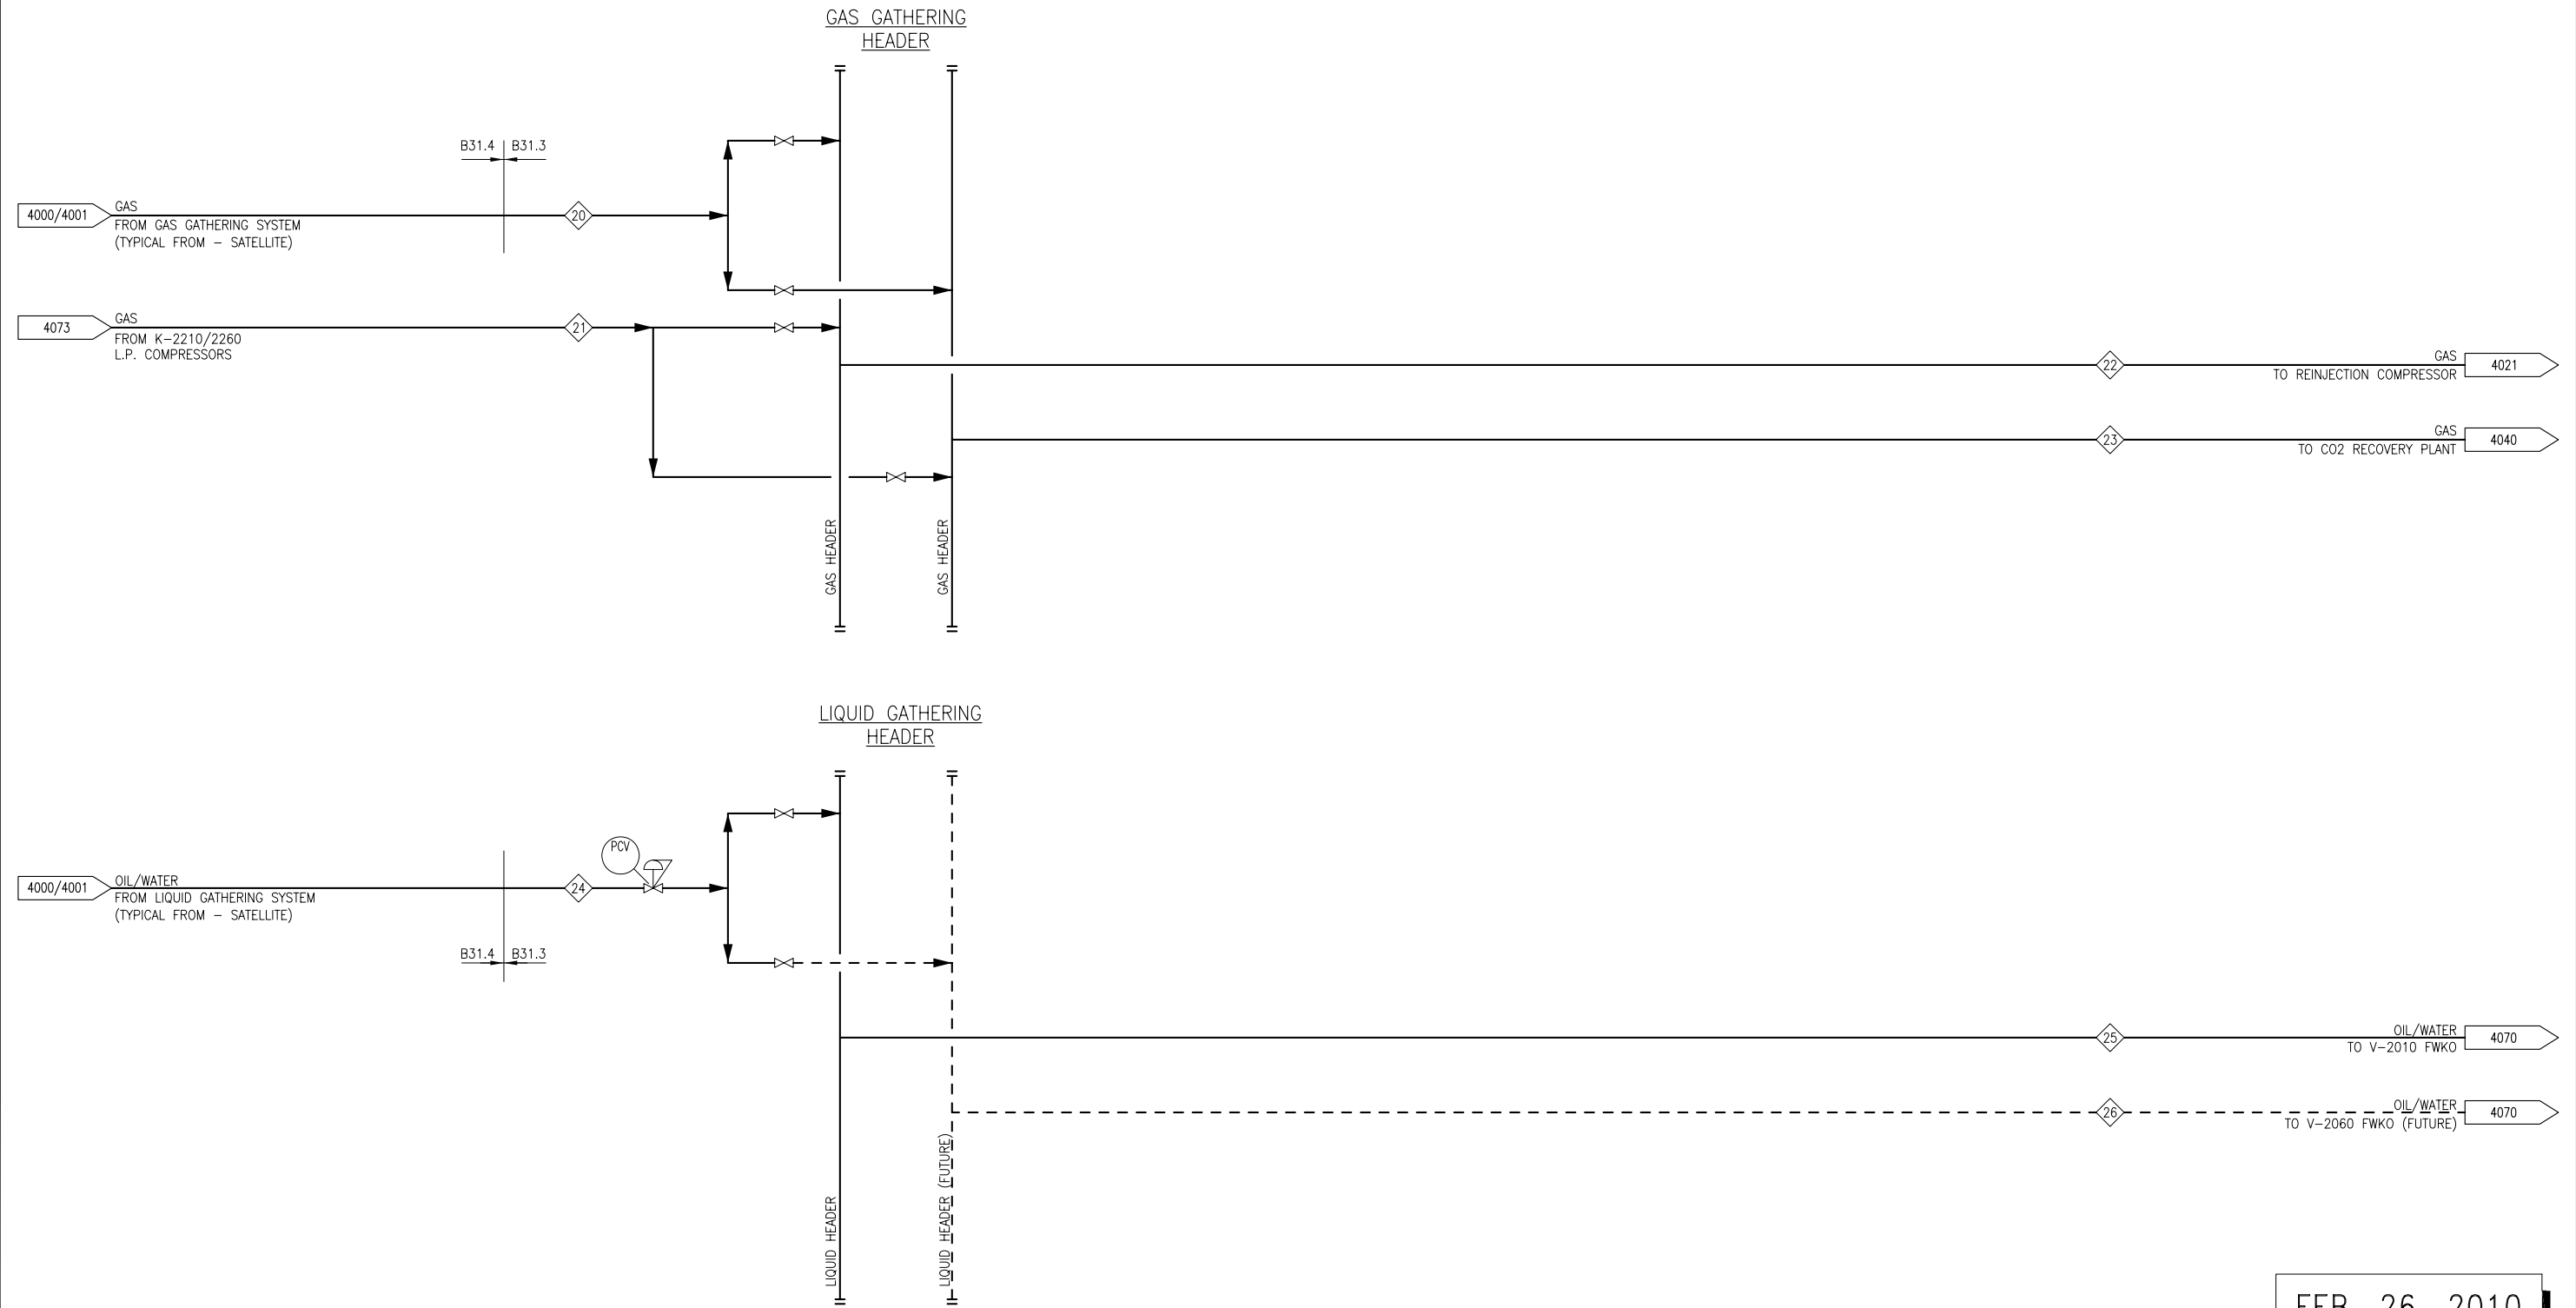 GAS GATHERING
HEADER
B31.4 B31.3
4000/4001 GAS
FROM GAS GATHERING SYSTEM
(TYPICAL FROM - SATELLITE)
20
4073 GAS
FROM K-2210/2260
L.P. COMPRESSORS
21
22
GAS 4021
TO REINJECTION COMPRESSOR
23
GAS 4040
TO CO2 RECOVERY PLANT
GAS HEADER
GAS HEADER
LIQUID GATHERING
HEADER
PCV
4000/4001 OIL/WATER
FROM LIQUID GATHERING SYSTEM
(TYPICAL FROM - SATELLITE)
24
B31.4 B31.3
25
OIL/WATER 4070
TO V-2010 FWKO
26
OIL/WATER 4070
TO V-2060 FWKO (FUTURE)
LIQUID HEADER
LIQUID HEADER (FUTURE)
FEB 26, 2010